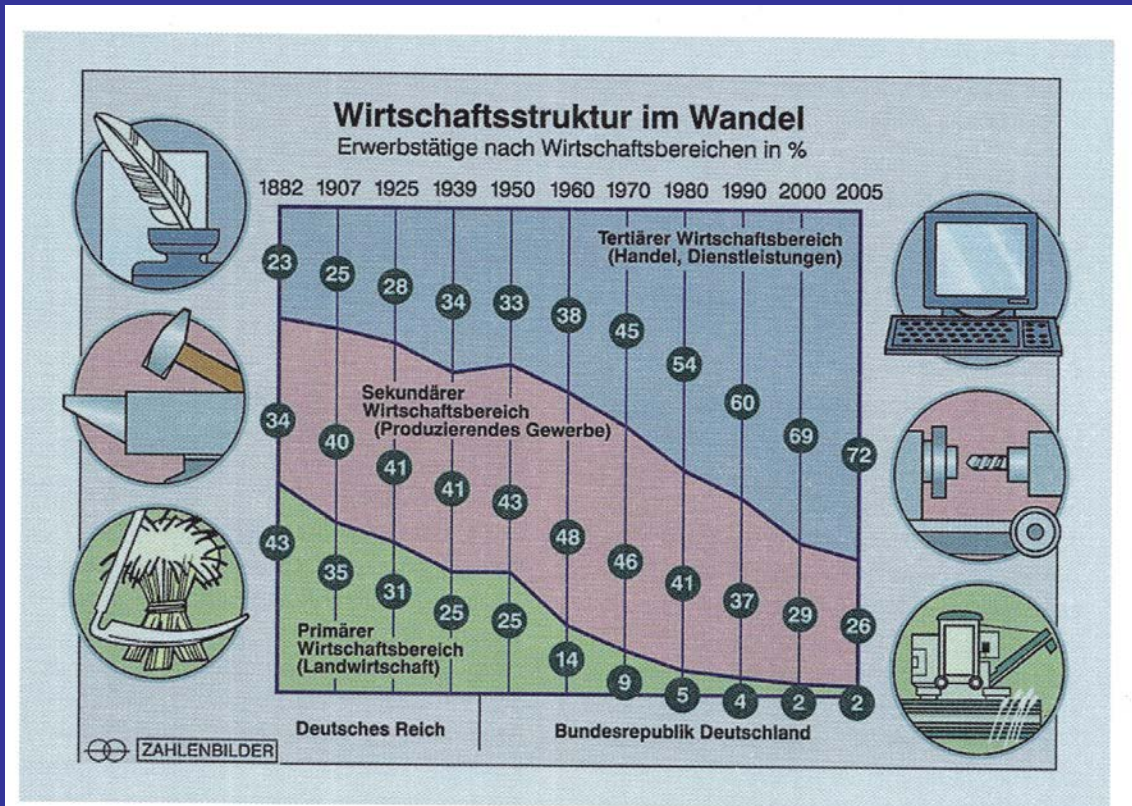 Wirtschaftsstruktur im Wandel
Erwerbstätige nach Wirtschaftsbereichen in %
1882 1907 1925 1939 1950 1960 1970 1980 1990 2000 2005
Tertiärer Wirtschaftsbereich
(Handel, Dienstleistungen)
23 25 28 34 33 38 45 54 60 69 72
Sekundärer
Wirtschaftsbereich
(Produzierendes Gewerbe)
34 40 41 41 43 48 46 41 37 29 26
43 35 31 25 25 14 9 5 4 2 2
Primärer
Wirtschaftsbereich
(Landwirtschaft)
Deutsches Reich
Bundesrepublik Deutschland
ZAHLENBILDER